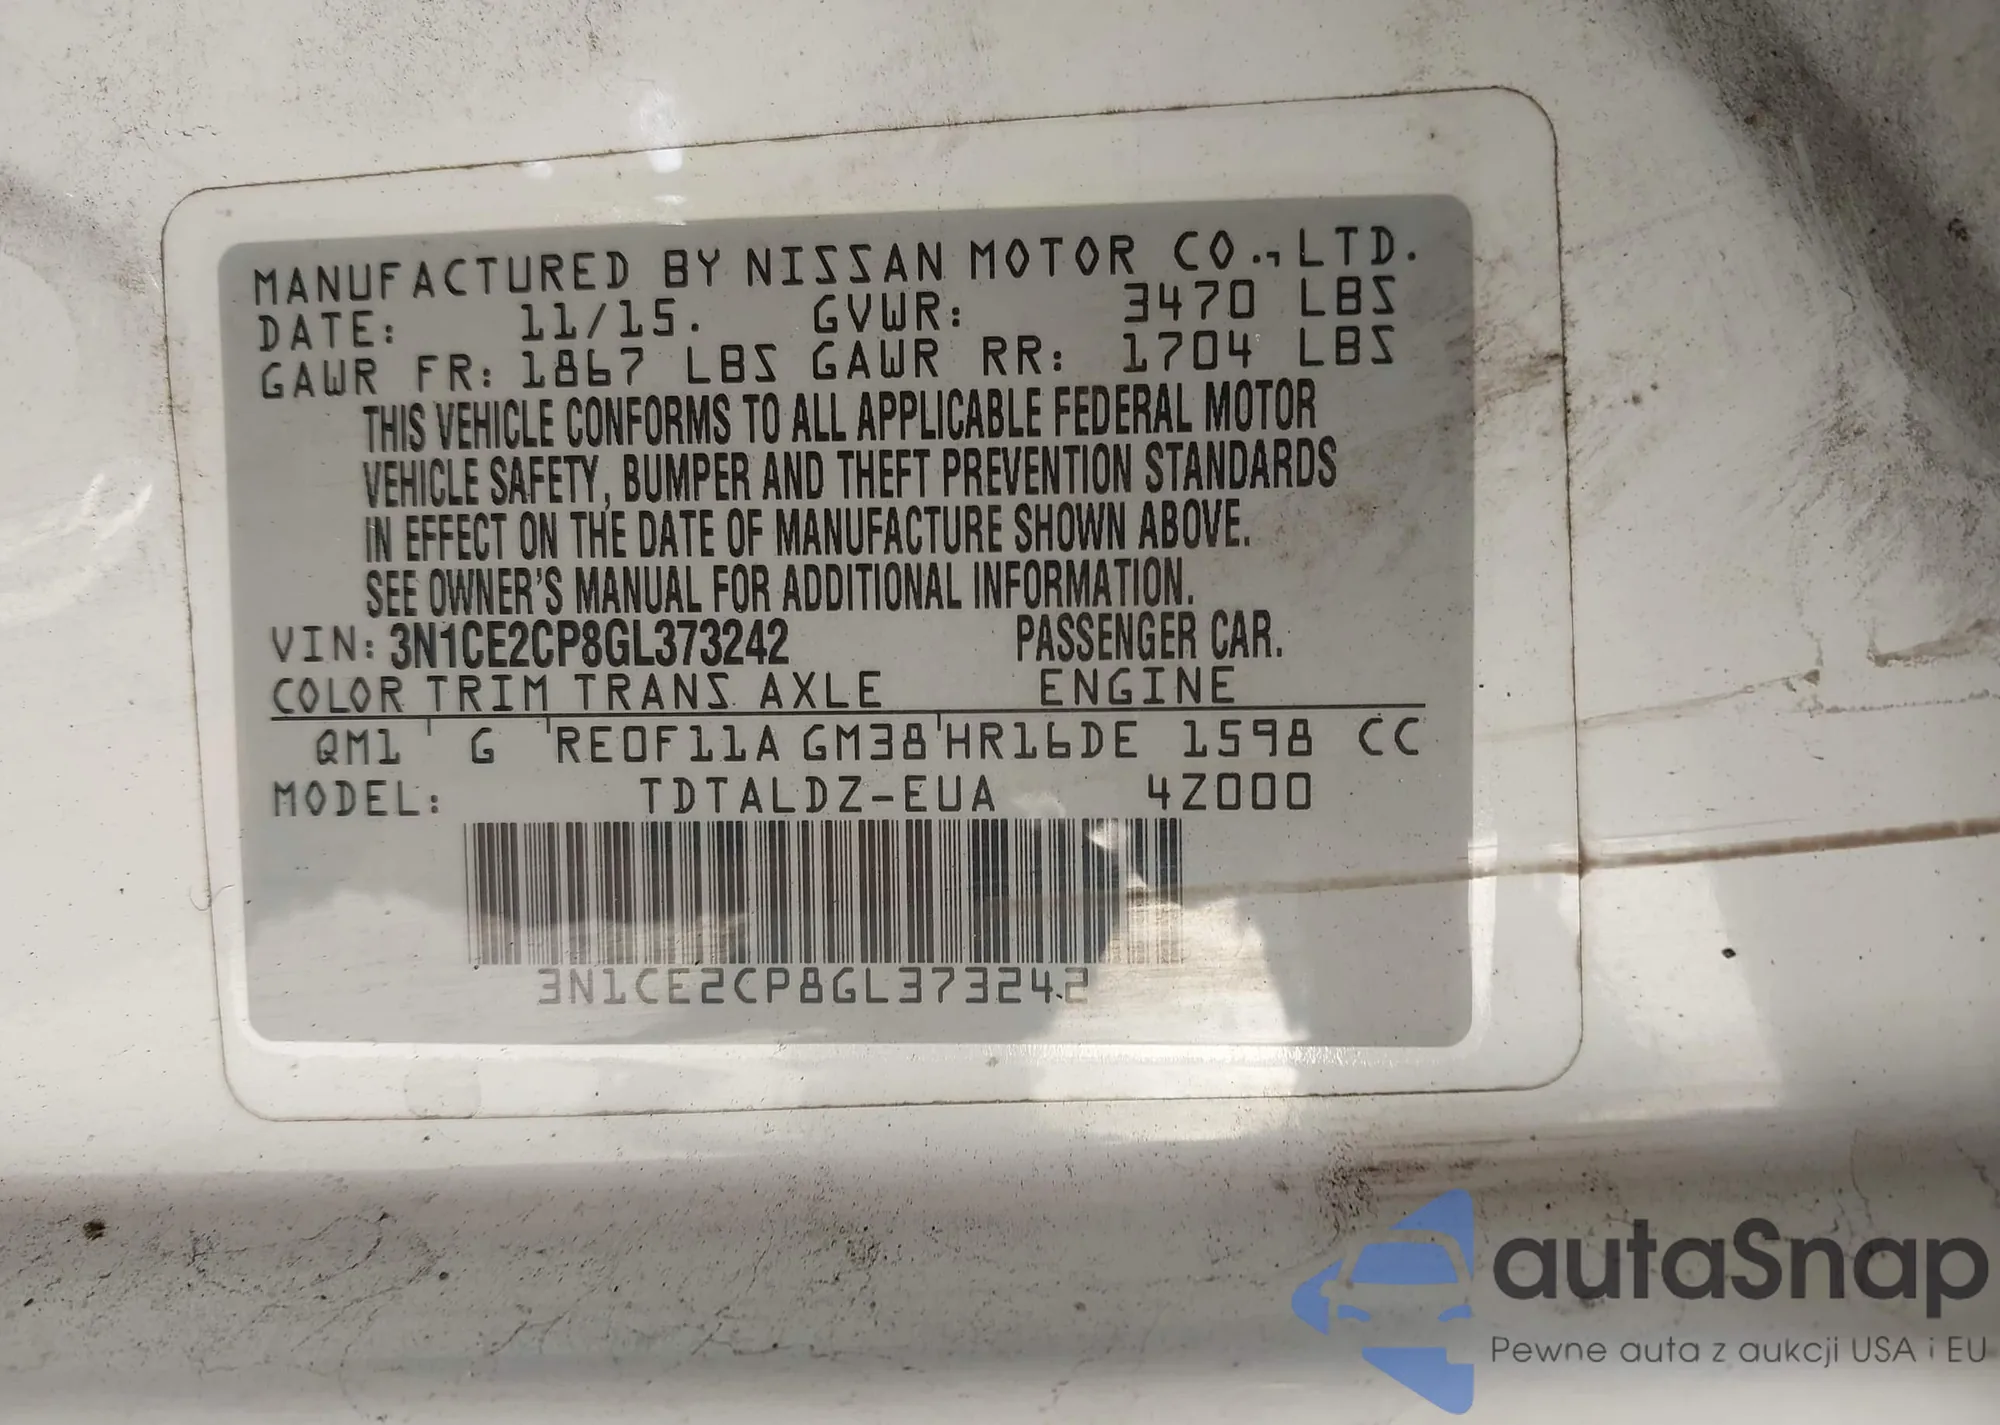 MANUFACTURED BY NISSAN MOTOR CO., LTD.
DATE: 11/15. GVWR: 3470 LBS
GAWR FR: 1867 LBS GAWR RR: 1704 LBS
THIS VEHICLE CONFORMS TO ALL APPLICABLE FEDERAL MOTOR
VEHICLE SAFETY, BUMPER AND THEFT PREVENTION STANDARDS
IN EFFECT ON THE DATE OF MANUFACTURE SHOWN ABOVE.
SEE OWNER'S MANUAL FOR ADDITIONAL INFORMATION.
VIN: 3N1CE2CP8GL373242 PASSENGER CAR.
COLOR TRIM TRANS. AXLE ENGINE
QM1 G RE0F11A GM38 HR16DE 1598 CC
MODEL: TDTALDZ-EUA 4Z000
3N1CE2CP8GL373242
autaSnap
Pewne auta z aukcji USA i EU